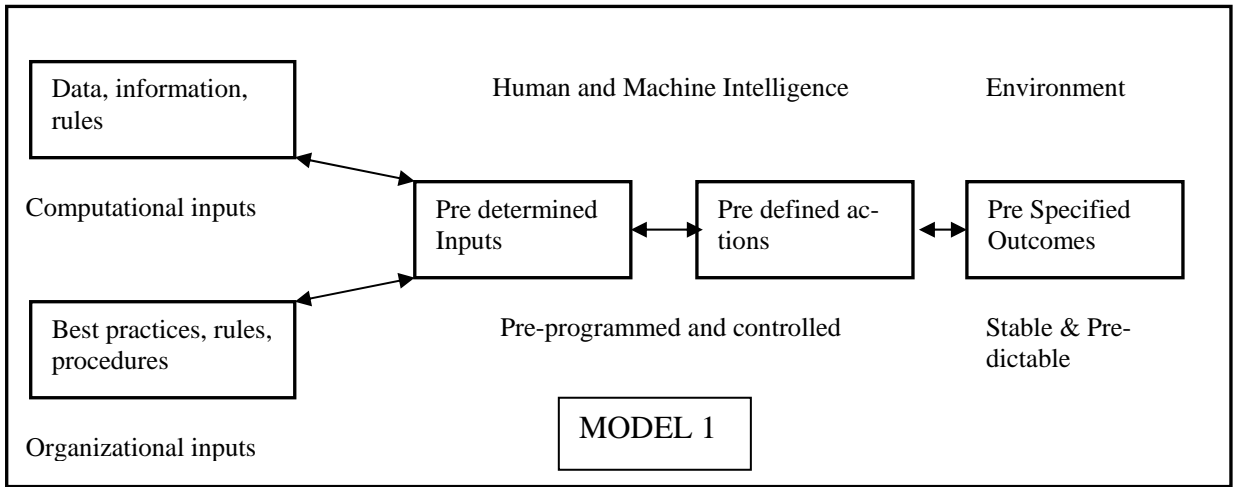 Data, information,
rules
Human and Machine Intelligence
Environment
Computational inputs
Pre determined
Inputs
Pre defined ac-
tions
Pre Specified
Outcomes
Best practices, rules,
procedures
Pre-programmed and controlled
Stable & Pre-
dictable
Organizational inputs
MODEL 1